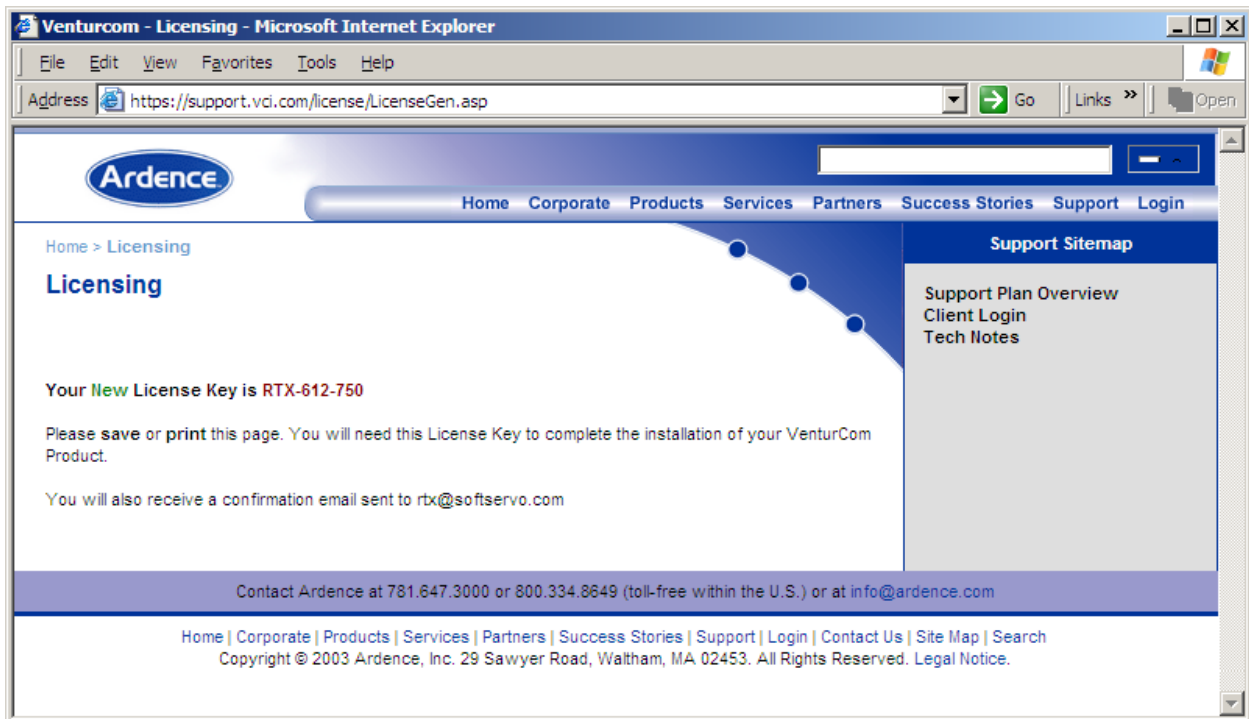 Venturcom - Licensing - Microsoft Internet Explorer
File Edit View Favorites Tools Help
Address https://support.vci.com/license/LicenseGen.asp Go Links » Open
Ardence
Home Corporate Products Services Partners Success Stories Support Login
Home > Licensing
Licensing
Support Sitemap
Support Plan Overview
Client Login
Tech Notes
Your New License Key is RTX-612-750
Please save or print this page. You will need this License Key to complete the installation of your VenturCom
Product.
You will also receive a confirmation email sent to rtx@softservo.com
Contact Ardence at 781.647.3000 or 800.334.8649 (toll-free within the U.S.) or at info@ardence.com
Home | Corporate | Products | Services | Partners | Success Stories | Support | Login | Contact Us | Site Map | Search
Copyright © 2003 Ardence, Inc. 29 Sawyer Road, Waltham, MA 02453. All Rights Reserved. Legal Notice.